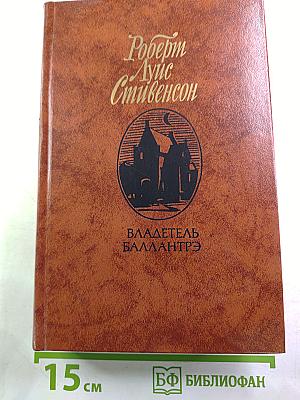 Роберт
Луис
Стивенсон
ВЛАДЕТЕЛЬ
БАЛЛАНТРЭ
15 см
БФ БИБЛИОФАН